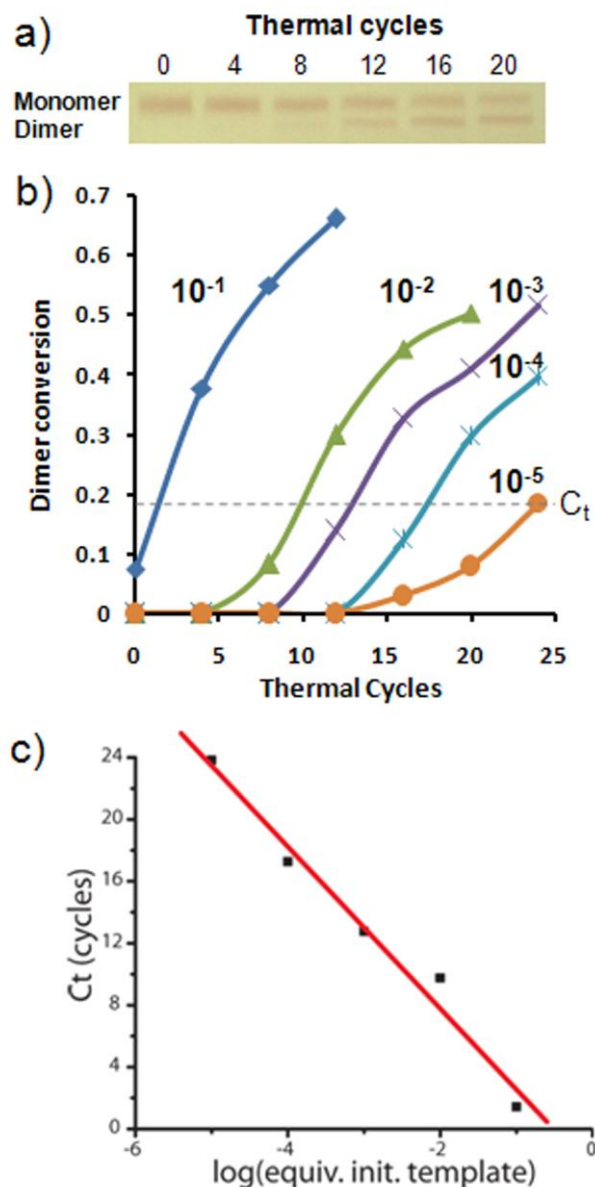 a)
Thermal cycles
0 4 8 12 16 20
Monomer
Dimer
b)
0.7
0.6
0.5
0.4
0.3
0.2
0.1
0
Dimer conversion
10⁻¹
10⁻²
10⁻³
10⁻⁴
10⁻⁵
Cₜ
0 5 10 15 20 25
Thermal Cycles
c)
24
20
16
12
8
4
0
Ct (cycles)
-6 -4 -2 0
log(equiv. init. template)